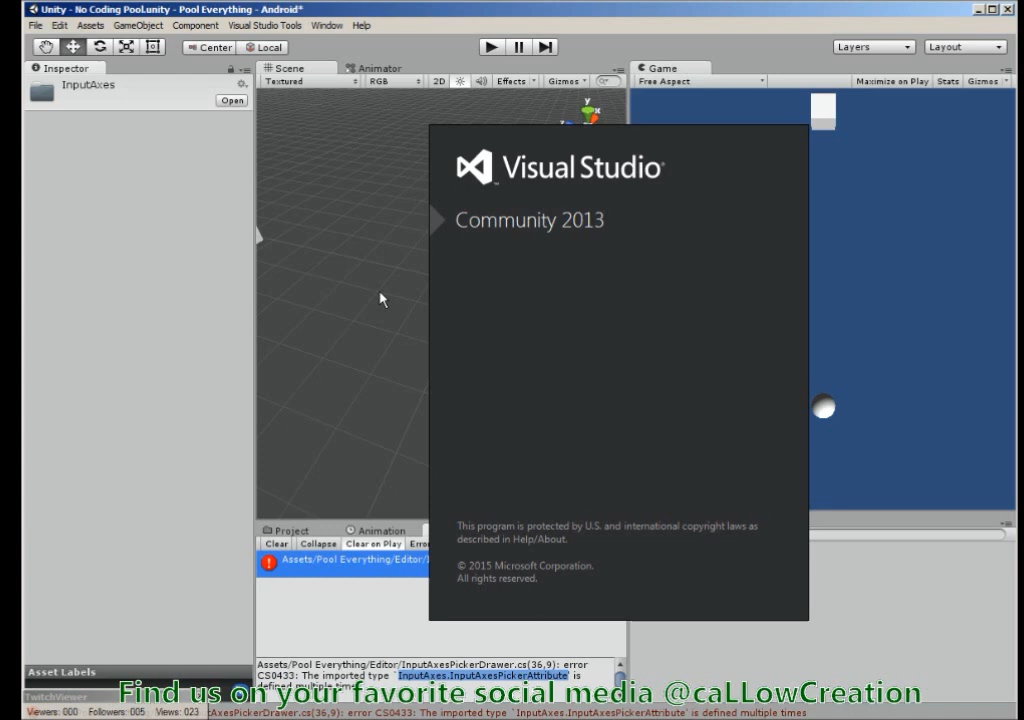 Unity - No Coding Pool.unity - Pool Everything - Android*
File Edit Assets GameObject Component Visual Studio Tools Window Help
Center Local Layers Layout
Inspector
InputAxes
Open
Scene Animator
Textured RGB 2D Effects Gizmos
Game
Free Aspect Maximize on Play Stats Gizmos
y
x
Visual Studio
Community 2013
This program is protected by U.S. and international copyright laws as
described in Help/About.
© 2015 Microsoft Corporation.
All rights reserved.
Project Animation
Clear Collapse Clear on Play
Assets/Pool Everything/Editor/
Assets/Pool Everything/Editor/InputAxesPickerDrawer.cs(36,9): error
CS0433: The imported type `InputAxes.InputAxesPickerAttribute' is
defined multiple times
Asset Labels
TwitchViewer
Find us on your favorite social media @caLLowCreation
Viewers: 000 Followers: 005 Views: 023
AxesPickerDrawer.cs(36,9): error CS0433: The imported type `InputAxes.InputAxesPickerAttribute' is defined multiple times